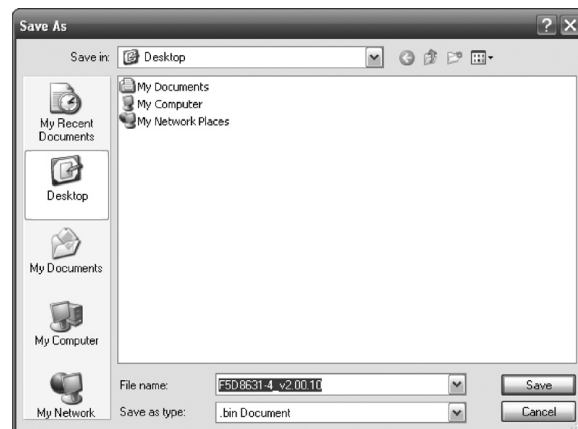 Save As
Save in:
Desktop
My Recent
Documents
Desktop
My Documents
My Computer
My Network
My Documents
My Computer
My Network Places
File name:
F5D8631-4_v2.00.10
Save
Save as type:
.bin Document
Cancel